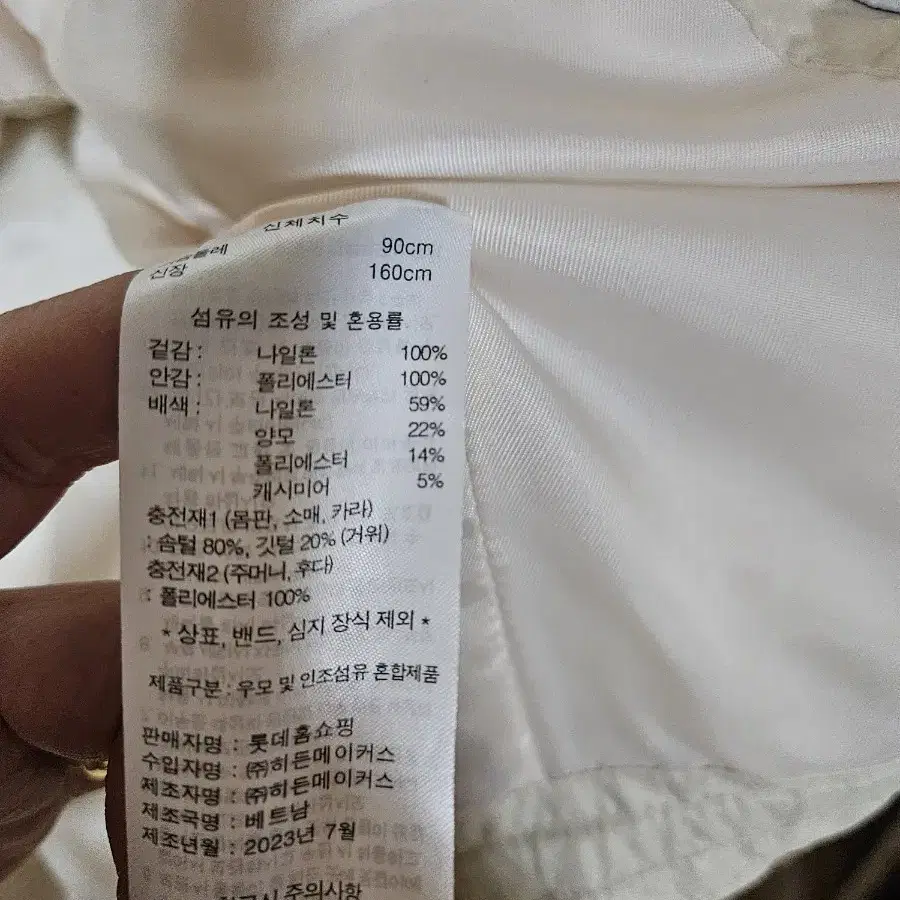 신체치수
90cm
신장 160cm
섬유의 조성 및 혼용률
겉감 : 나일론 100%
안감 : 폴리에스터 100%
배색 : 나일론 59%
양모 22%
폴리에스터 14%
캐시미어 5%
충전재1 (몸판, 소매, 카라)
: 솜털 80%, 깃털 20% (거위)
충전재2 (주머니, 후다)
: 폴리에스터 100%
* 상표, 밴드, 심지 장식 제외 *
제품구분 : 우모 및 인조섬유 혼합제품
판매자명 : 롯데홈쇼핑
수입자명 : ㈜히든메이커스
제조자명 : ㈜히든메이커스
제조국명 : 베트남
제조년월 : 2023년 7월
주의사항